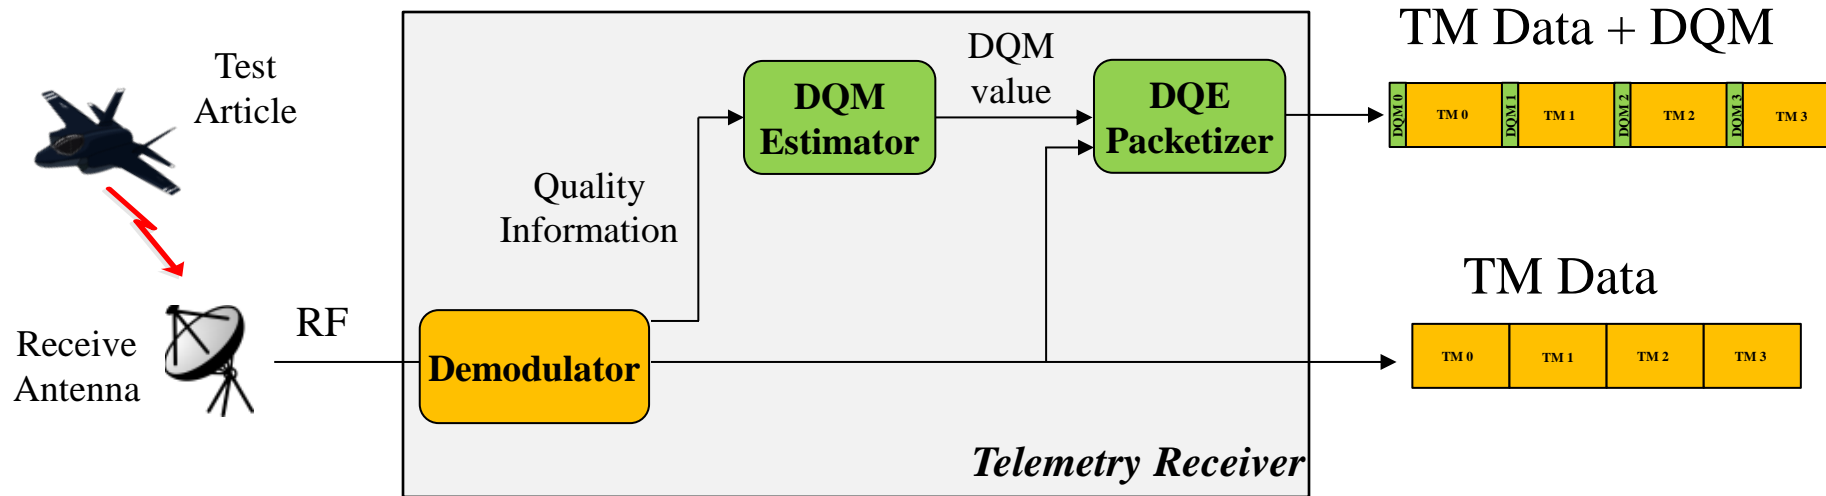 Test
Article
Receive
Antenna
RF
Quality
Information
Demodulator
DQM
Estimator
DQM
value
DQE
Packetizer
Telemetry Receiver
TM Data + DQM
DQM 0
TM 0
DQM 1
TM 1
DQM 2
TM 2
DQM 3
TM 3
TM Data
TM 0
TM 1
TM 2
TM 3